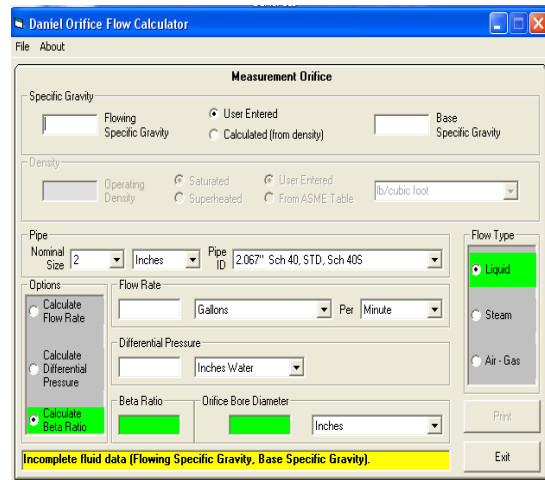 Daniel Orifice Flow Calculator
File About
Measurement Orifice
Specific Gravity
Flowing Specific Gravity
User Entered
Calculated (from density)
Base Specific Gravity
Density
Operating Density
Saturated
Superheated
User Entered
From ASME Table
lb/cubic foot
Pipe
Nominal Size 2 Inches Pipe ID 2.067" Sch 40, STD, Sch 40S
Flow Type
Liquid
Steam
Air - Gas
Options
Calculate Flow Rate
Calculate Differential Pressure
Calculate Beta Ratio
Flow Rate
Gallons Per Minute
Differential Pressure
Inches Water
Beta Ratio
Orifice Bore Diameter
Inches
Print
Exit
Incomplete fluid data (Flowing Specific Gravity, Base Specific Gravity).